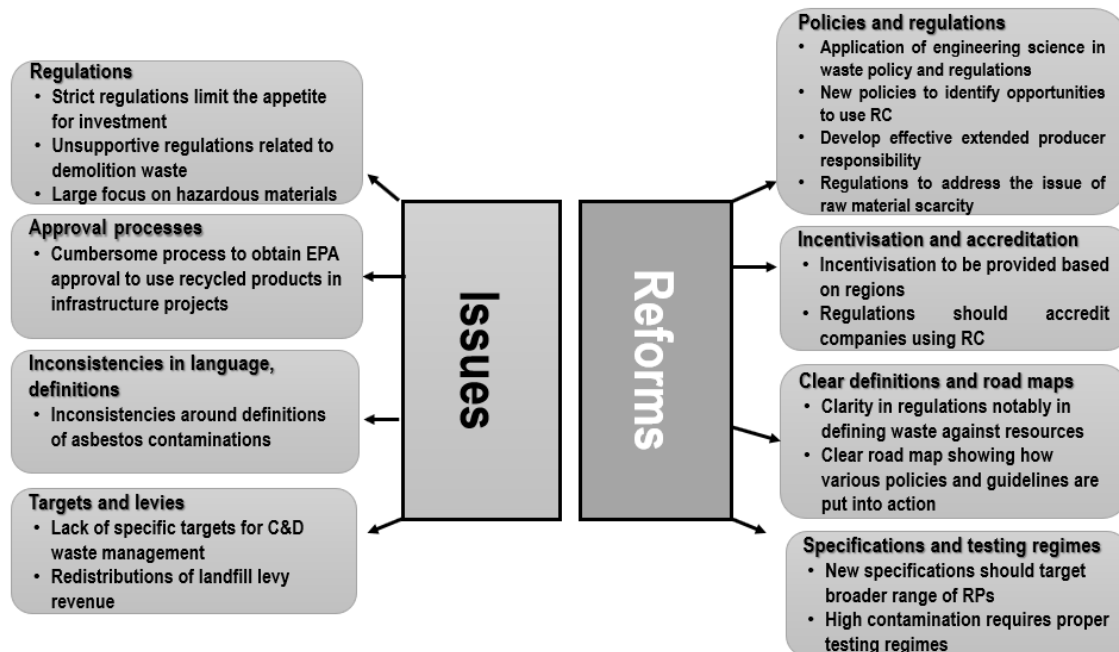 Regulations
• Strict regulations limit the appetite
for investment
• Unsupportive regulations related to
demolition waste
• Large focus on hazardous materials
Approval processes
• Cumbersome process to obtain EPA
approval to use recycled products in
infrastructure projects
Inconsistencies in language,
definitions
• Inconsistencies around definitions
of asbestos contaminations
Targets and levies
• Lack of specific targets for C&D
waste management
• Redistributions of landfill levy
revenue
Issues
Reforms
Policies and regulations
• Application of engineering science in
waste policy and regulations
• New policies to identify opportunities
to use RC
• Develop effective extended producer
responsibility
• Regulations to address the issue of
raw material scarcity
Incentivisation and accreditation
• Incentivisation to be provided based
on regions
• Regulations should accredit
companies using RC
Clear definitions and road maps
• Clarity in regulations notably in
defining waste against resources
• Clear road map showing how
various policies and guidelines are
put into action
Specifications and testing regimes
• New specifications should target
broader range of RPs
• High contamination requires proper
testing regimes